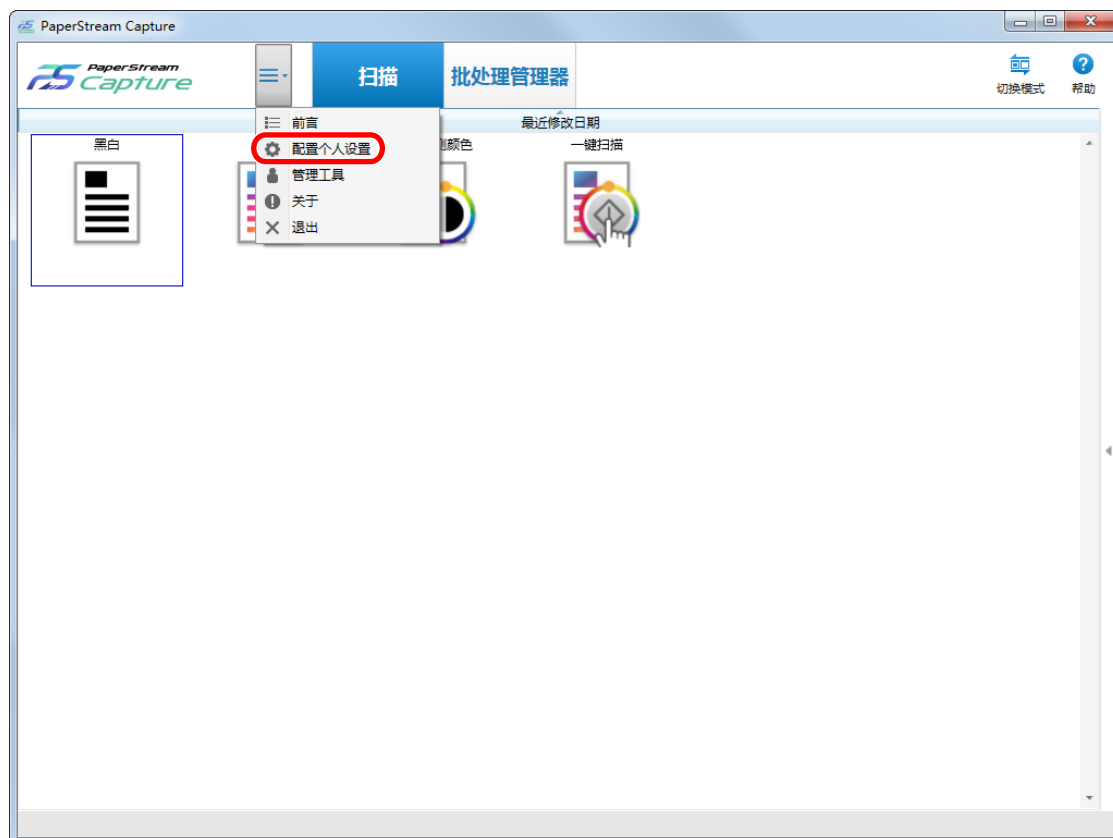 PaperStream Capture
PaperStream
Capture
扫描
批处理管理器
切换模式
帮助
最近修改日期
前言
配置个人设置
管理工具
关于
退出
黑白
颜色
一键扫描